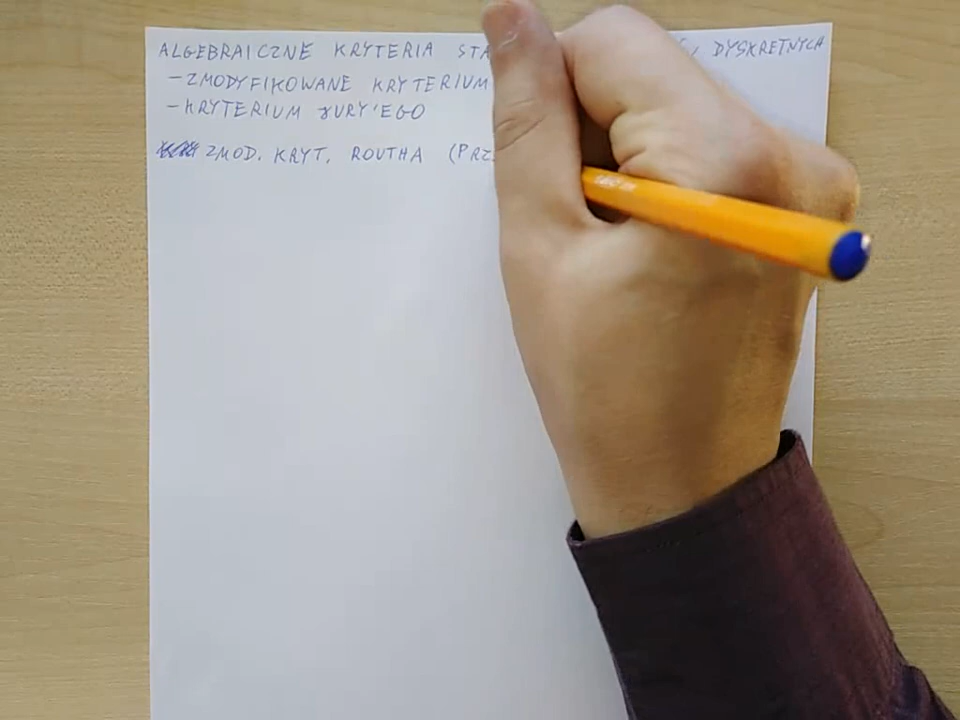 ALGEBRAICZNE KRYTERIA STA , DYSKRETNYCH
- ZMODYFIKOWANE KRYTERIUM
- KRYTERIUM JURY'EGO
ZMOD. KRYT. ROUTHA (PRZ